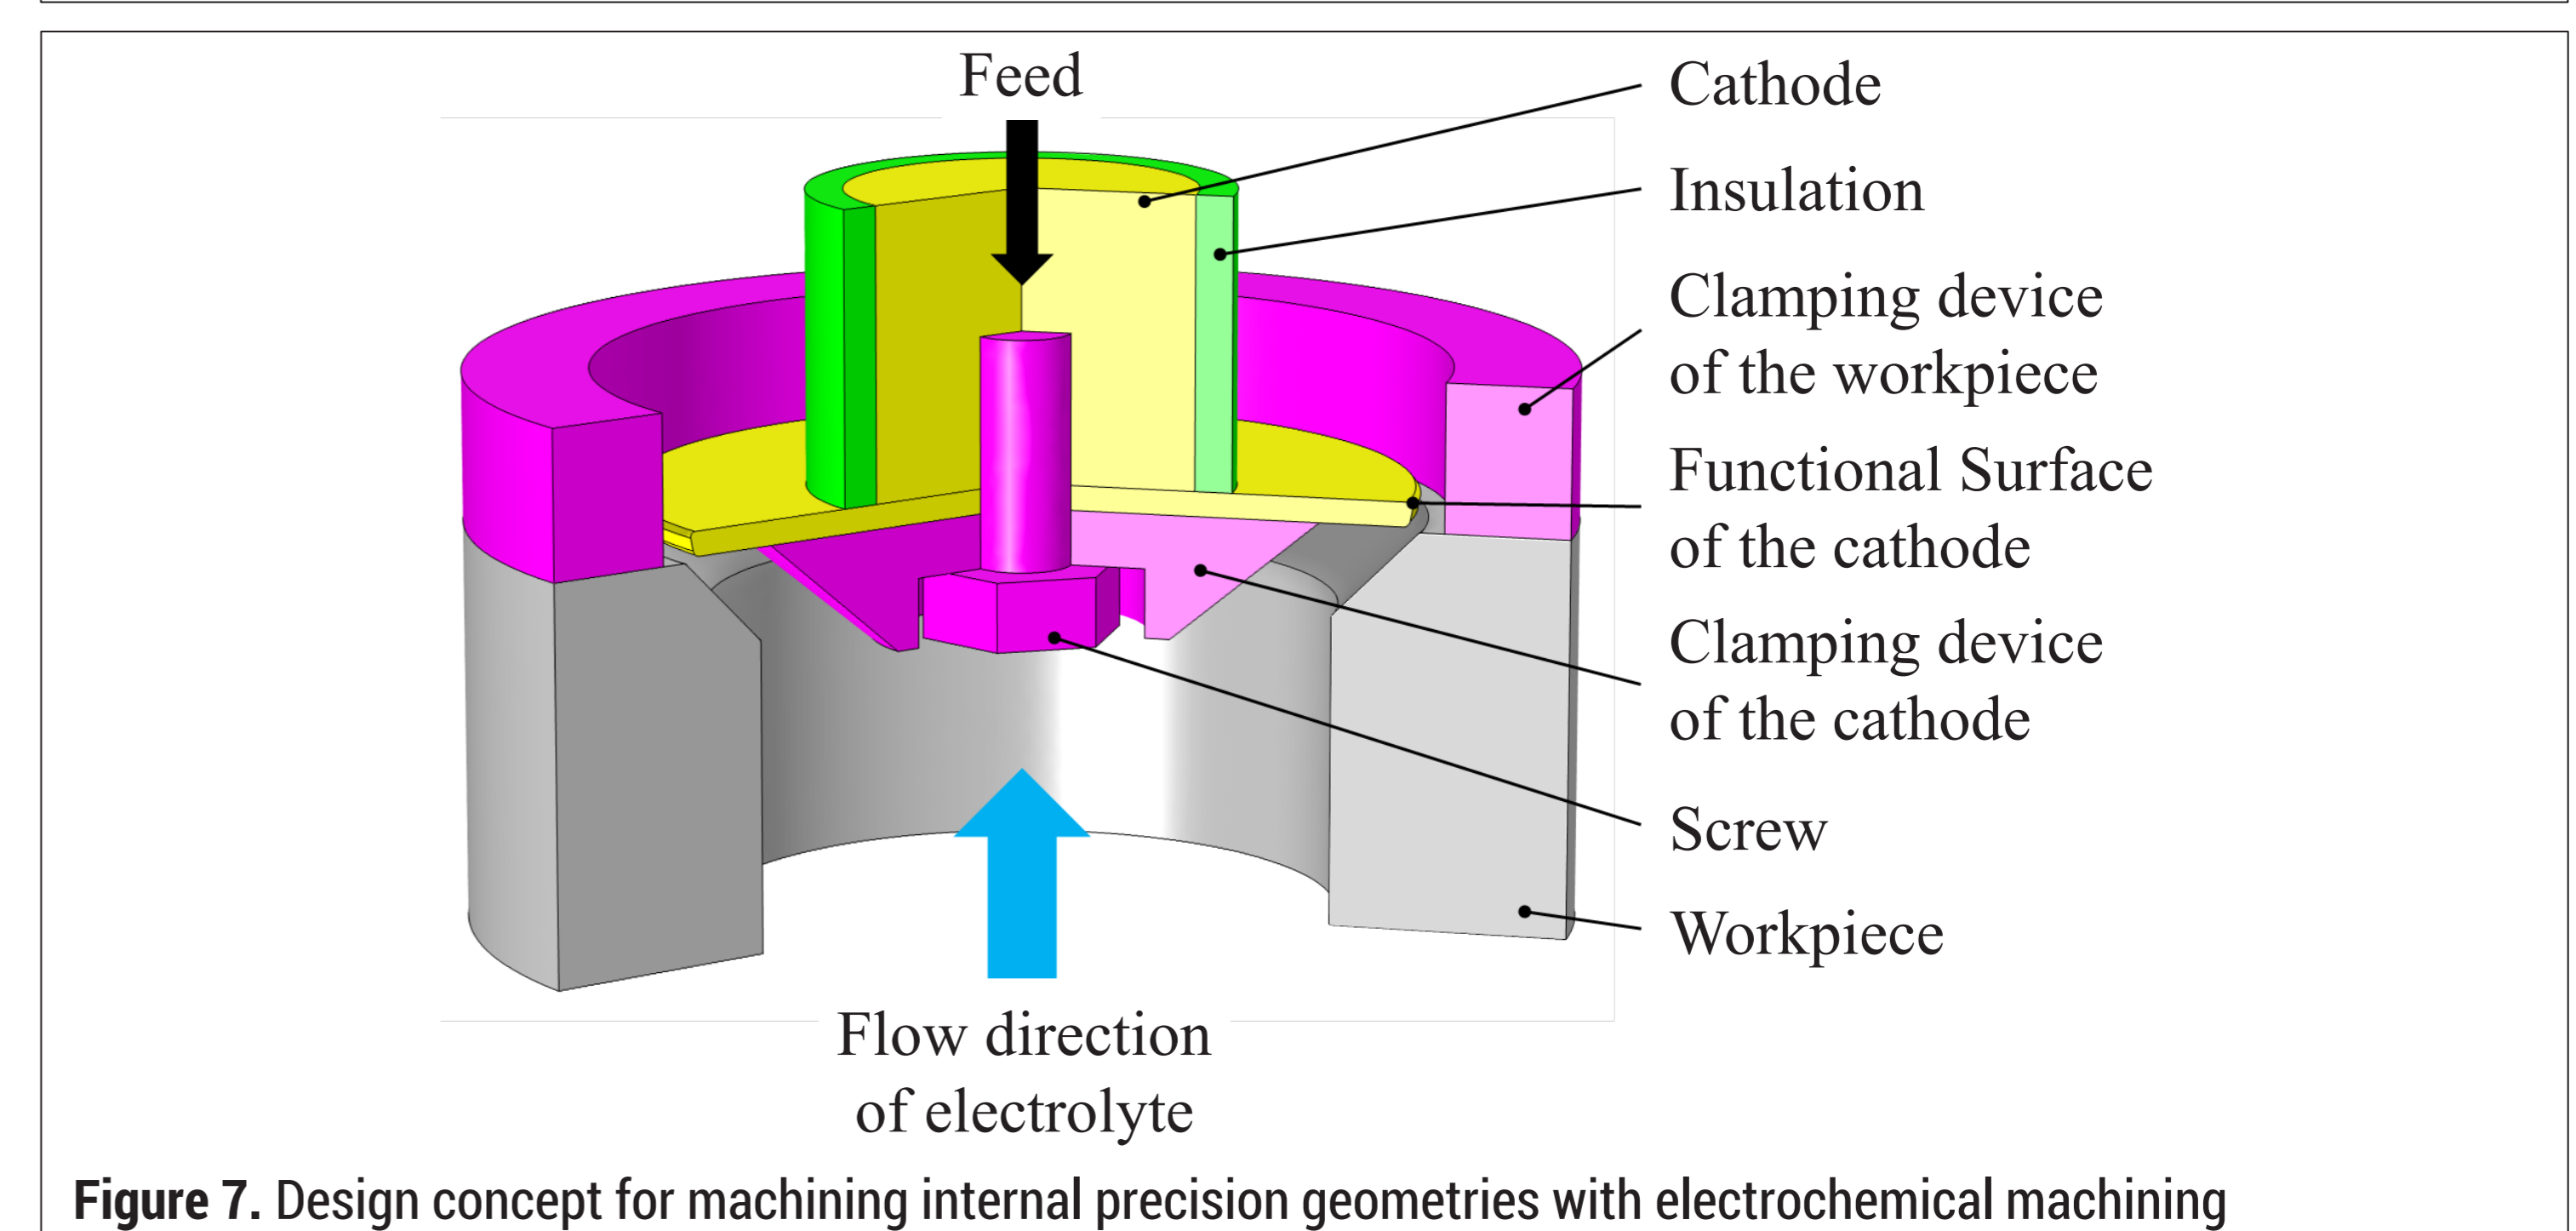 Feed
Cathode
Insulation
Clamping device
of the workpiece
Functional Surface
of the cathode
Clamping device
of the cathode
Screw
Workpiece
Flow direction
of electrolyte
Figure 7. Design concept for machining internal precision geometries with electrochemical machining